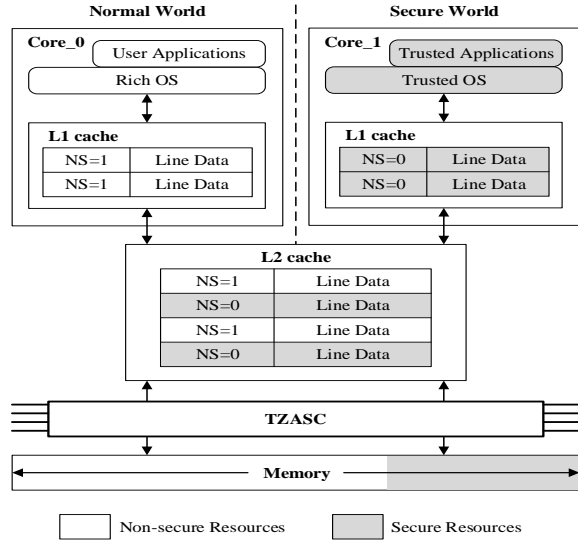 Normal World
Secure World
Core_0
User Applications
Rich OS
L1 cache
NS=1 Line Data
NS=1 Line Data
Core_1
Trusted Applications
Trusted OS
L1 cache
NS=0 Line Data
NS=0 Line Data
L2 cache
NS=1 Line Data
NS=0 Line Data
NS=1 Line Data
NS=0 Line Data
TZASC
Memory
Non-secure Resources
Secure Resources